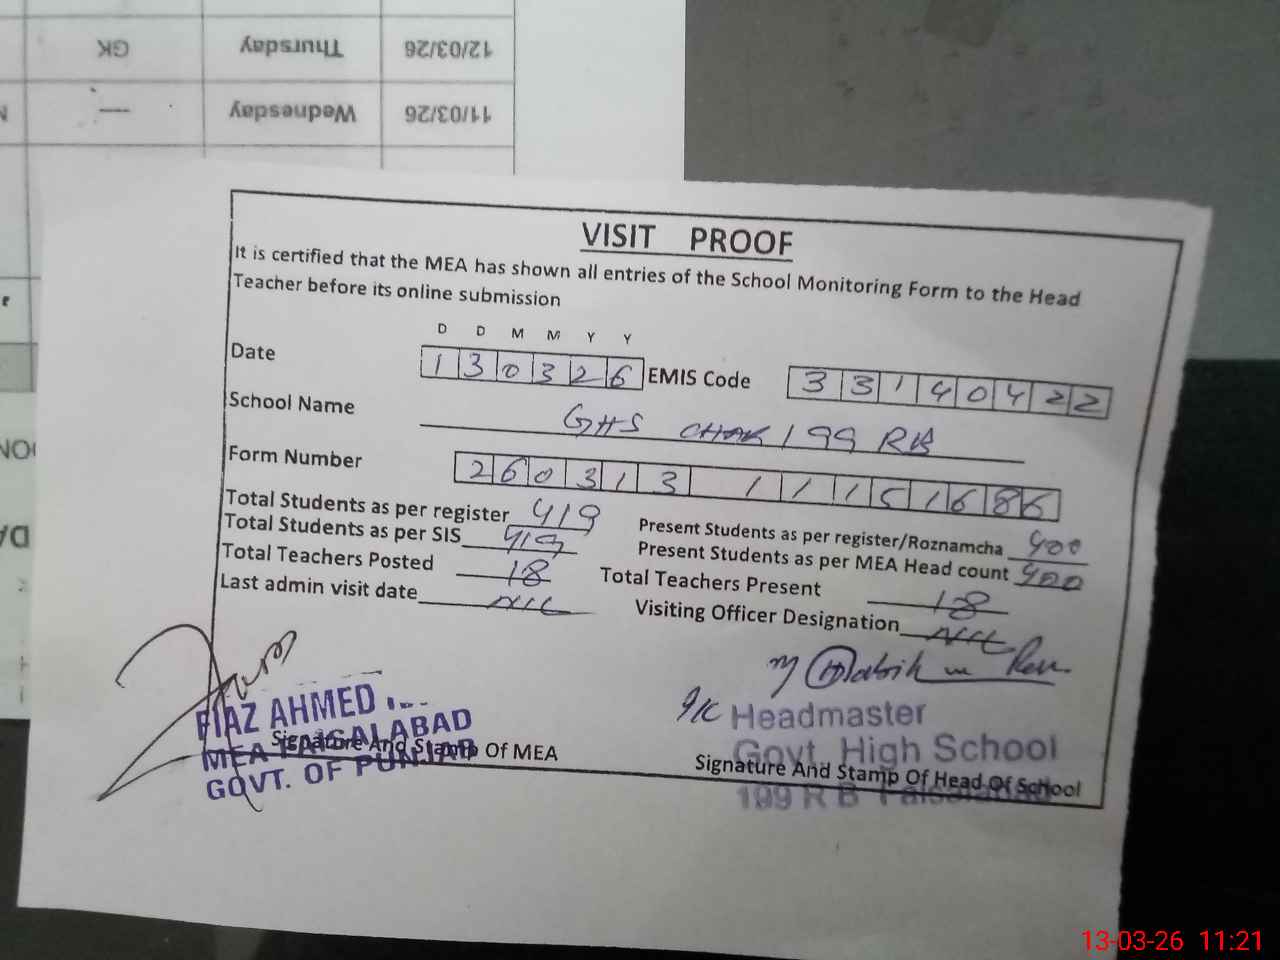 GK Thursday 12/03/26
— Wednesday 11/03/26
VISIT PROOF
It is certified that the MEA has shown all entries of the School Monitoring Form to the Head
Teacher before its online submission
D D M M Y Y
Date 130326 EMIS Code 33140422
School Name GHS CHAK 199 RB
Form Number 260313 1115168
Total Students as per register 419 Present Students as per register/Roznamcha 400
Total Students as per SIS 419 Present Students as per MEA Head count 400
Total Teachers Posted 18 Total Teachers Present 18
Last admin visit date NIL Visiting Officer Designation NIL
FIAZ AHMED
MEA FAISALABAD
GOVT. OF PUNJAB
Signature And Stamp Of MEA
I/C Headmaster
Govt. High School
199 R B Faisalabad
Signature And Stamp Of Head Of School
13-03-26 11:21